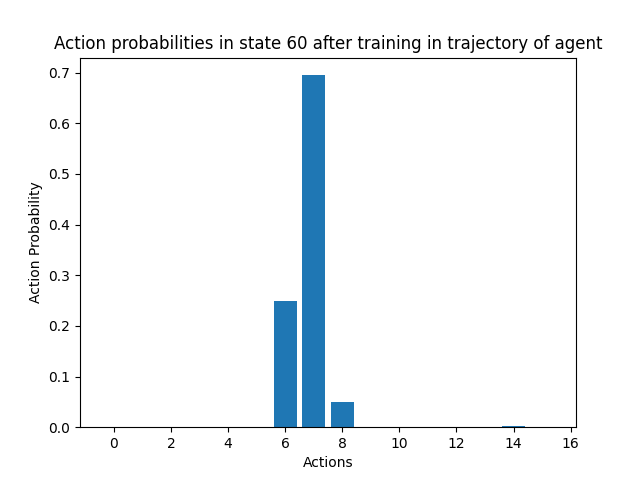 Action probabilities in state 60 after training in trajectory of agent
0.7
0.6
0.5
0.4
0.3
0.2
0.1
0.0
Action Probability
0 2 4 6 8 10 12 14 16
Actions